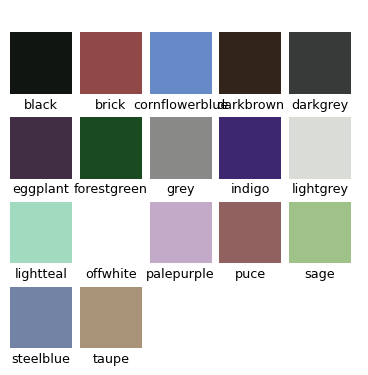 black brick cornflowerblue darkbrown darkgrey
eggplant forestgreen grey indigo lightgrey
lightteal offwhite palepurple puce sage
steelblue taupe